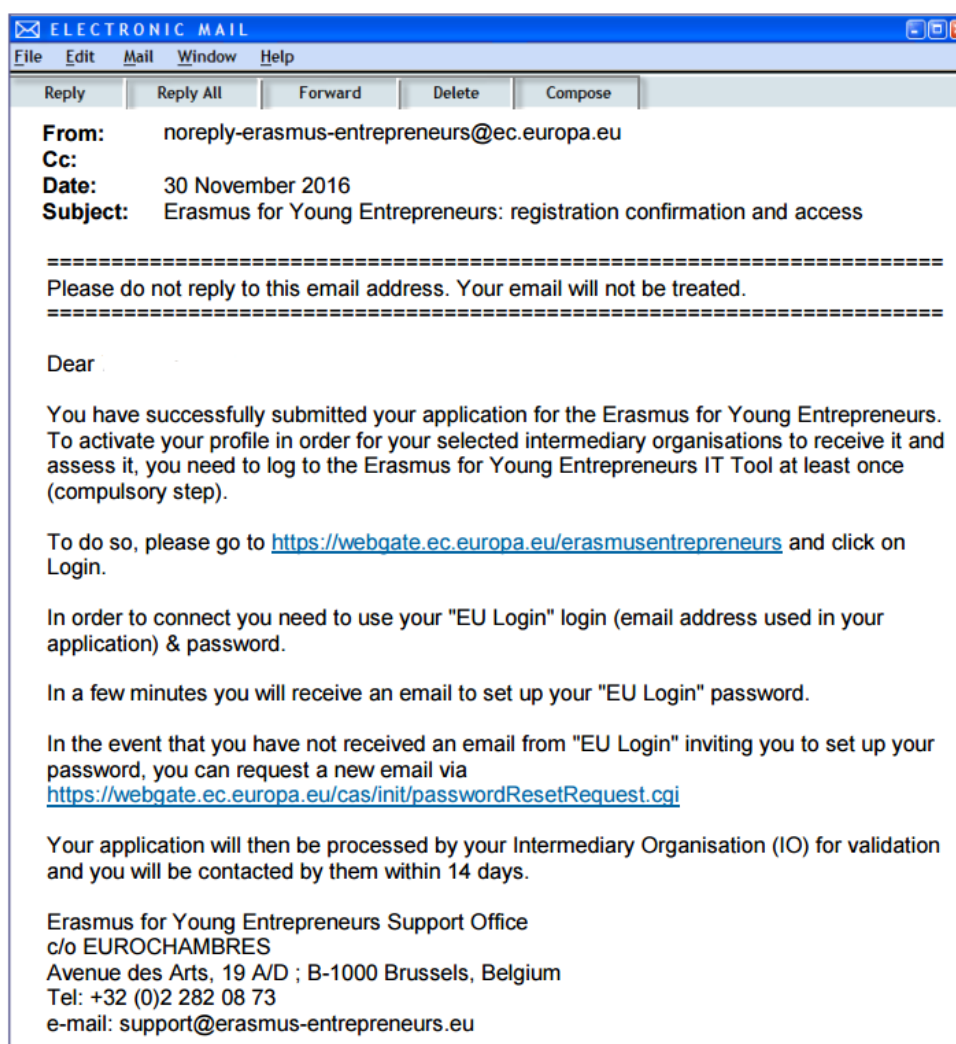 ELECTRONIC MAIL
File Edit Mail Window Help
Reply Reply All Forward Delete Compose
From: noreply-erasmus-entrepreneurs@ec.europa.eu
Cc:
Date: 30 November 2016
Subject: Erasmus for Young Entrepreneurs: registration confirmation and access
======================================================================
Please do not reply to this email address. Your email will not be treated.
======================================================================
Dear
You have successfully submitted your application for the Erasmus for Young Entrepreneurs.
To activate your profile in order for your selected intermediary organisations to receive it and
assess it, you need to log to the Erasmus for Young Entrepreneurs IT Tool at least once
(compulsory step).
To do so, please go to https://webgate.ec.europa.eu/erasmusentrepreneurs and click on
Login.
In order to connect you need to use your "EU Login" login (email address used in your
application) & password.
In a few minutes you will receive an email to set up your "EU Login" password.
In the event that you have not received an email from "EU Login" inviting you to set up your
password, you can request a new email via
https://webgate.ec.europa.eu/cas/init/passwordResetRequest.cgi
Your application will then be processed by your Intermediary Organisation (IO) for validation
and you will be contacted by them within 14 days.
Erasmus for Young Entrepreneurs Support Office
c/o EUROCHAMBRES
Avenue des Arts, 19 A/D ; B-1000 Brussels, Belgium
Tel: +32 (0)2 282 08 73
e-mail: support@erasmus-entrepreneurs.eu